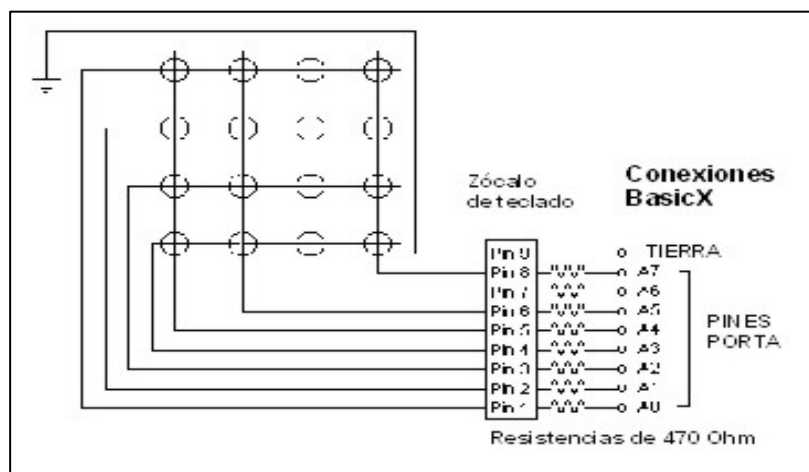 Zócalo
de teclado
Conexiones
BasicX
Pin 9
TIERRA
Pin 8
A7
Pin 7
A6
Pin 6
A5
Pin 5
A4
Pin 4
A3
Pin 3
A2
Pin 2
A1
Pin 1
A0
PINES
PORTA
Resistencias de 470 Ohm